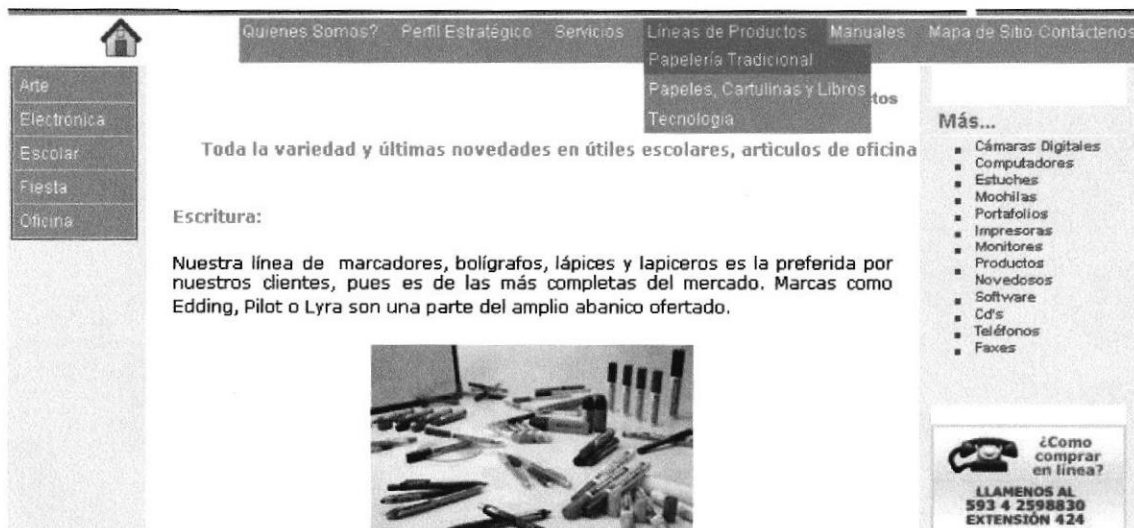 Quienes Somos? Perfil Estratégico Servicios Líneas de Productos Manuales Mapa de Sitio Contáctenos
Papelería Tradicional
Papeles, Cartulinas y Libros
Tecnología
Arte
Electrónica
Escolar
Fiesta
Oficina
Toda la variedad y últimas novedades en útiles escolares, artículos de oficina
Escritura:
Nuestra línea de marcadores, bolígrafos, lápices y lapiceros es la preferida por
nuestros clientes, pues es de las más completas del mercado. Marcas como
Edding, Pilot o Lyra son una parte del amplio abanico ofertado.
Más...
Cámaras Digitales
Computadores
Estuches
Mochilas
Portafolios
Impresoras
Monitores
Productos
Novedosos
Software
Cd's
Teléfonos
Faxes
¿Como
comprar
en línea?
LLAMENOS AL
593 4 2598830
EXTENSIÓN 424